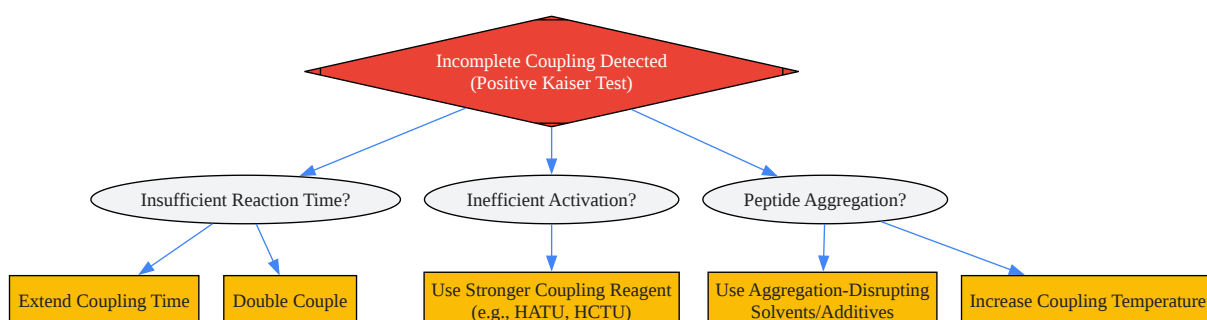 Incomplete Coupling Detected
(Positive Kaiser Test)
Insufficient Reaction Time?
Inefficient Activation?
Peptide Aggregation?
Extend Coupling Time
Double Couple
Use Stronger Coupling Reagent
(e.g., HATU, HCTU)
Use Aggregation-Disrupting
Solvents/Additives
Increase Coupling Temperature